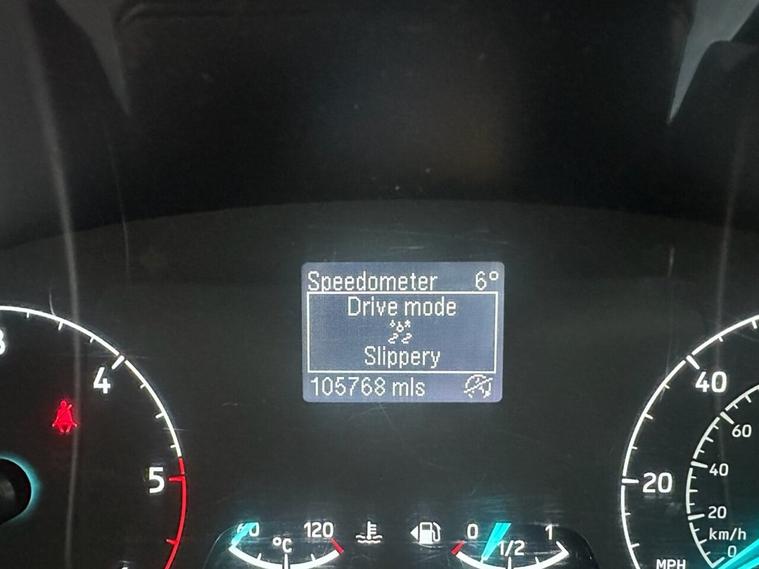 Speedometer 6°
Drive mode
Slippery
105768 mls
4
5
60 120
°C
0 1/2 1
40
20
60
40
20
km/h
0
MPH